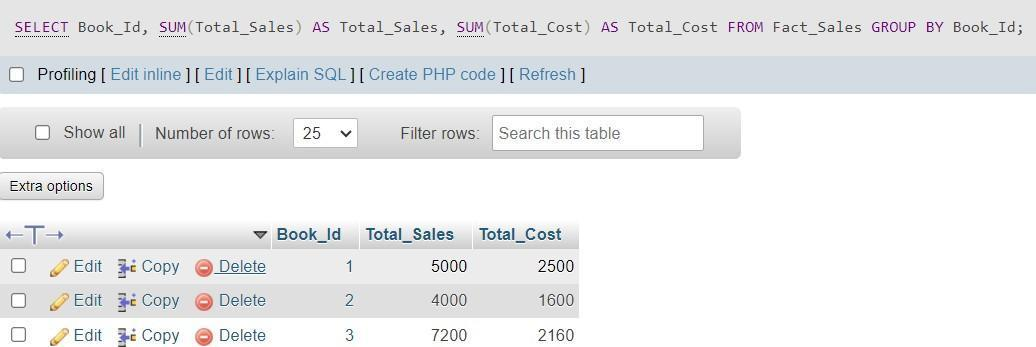 SELECT Book_Id, SUM(Total_Sales) AS Total_Sales, SUM(Total_Cost) AS Total_Cost FROM Fact_Sales GROUP BY Book_Id;
Profiling [ Edit inline ] [ Edit ] [ Explain SQL ] [ Create PHP code ] [ Refresh ]
Show all Number of rows: 25 Filter rows: Search this table
Extra options
Book_Id Total_Sales Total_Cost
Edit Copy Delete 1 5000 2500
Edit Copy Delete 2 4000 1600
Edit Copy Delete 3 7200 2160